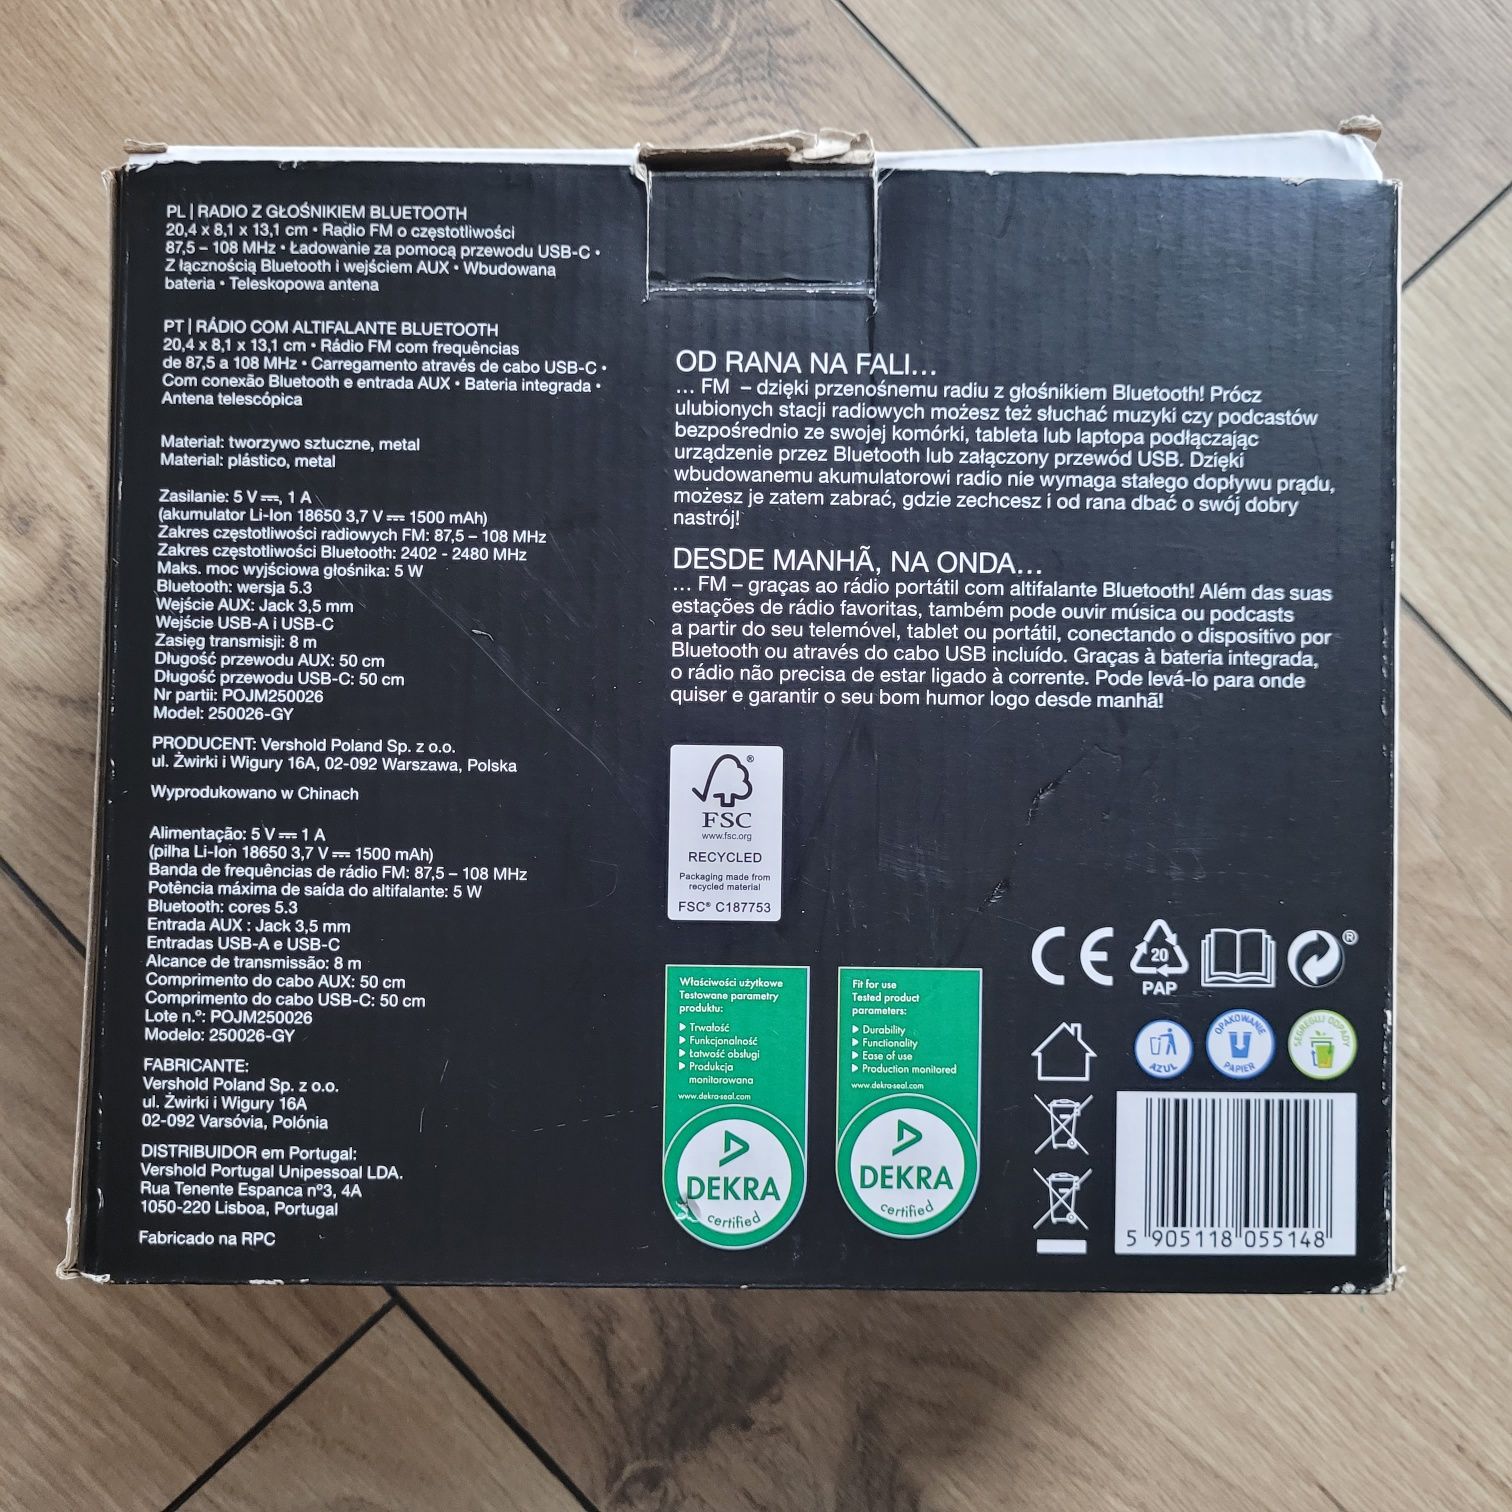 PL | RADIO Z GŁOŚNIKIEM BLUETOOTH
20,4 x 8,1 x 13,1 cm • Radio FM o częstotliwości
87,5 – 108 MHz • Ładowanie za pomocą przewodu USB-C •
Z łącznością Bluetooth i wejściem AUX • Wbudowana
bateria • Teleskopowa antena
PT | RÁDIO COM ALTIFALANTE BLUETOOTH
20,4 x 8,1 x 13,1 cm • Rádio FM com frequências
de 87,5 a 108 MHz • Carregamento através de cabo USB-C •
Com conexão Bluetooth e entrada AUX • Bateria integrada •
Antena telescópica
Material: tworzywo sztuczne, metal
Material: plástico, metal
Zasilanie: 5 V ⎓, 1 A
(akumulator Li-Ion 18650 3,7 V ⎓ 1500 mAh)
Zakres częstotliwości radiowych FM: 87,5 – 108 MHz
Zakres częstotliwości Bluetooth: 2402 - 2480 MHz
Maks. moc wyjściowa głośnika: 5 W
Bluetooth: wersja 5.3
Wejście AUX: Jack 3,5 mm
Wejście USB-A i USB-C
Zasięg transmisji: 8 m
Długość przewodu AUX: 50 cm
Długość przewodu USB-C: 50 cm
Nr partii: POJM250026
Model: 250026-GY
PRODUCENT: Vershold Poland Sp. z o.o.
ul. Żwirki i Wigury 16A, 02-092 Warszawa, Polska
Wyprodukowano w Chinach
Alimentação: 5 V ⎓ 1 A
(pilha Li-Ion 18650 3,7 V ⎓ 1500 mAh)
Banda de frequências de rádio FM: 87,5 – 108 MHz
Potência máxima de saída do altifalante: 5 W
Bluetooth: cores 5.3
Entrada AUX : Jack 3,5 mm
Entradas USB-A e USB-C
Alcance de transmissão: 8 m
Comprimento do cabo AUX: 50 cm
Comprimento do cabo USB-C: 50 cm
Lote n.º: POJM250026
Modelo: 250026-GY
FABRICANTE:
Vershold Poland Sp. z o.o.
ul. Żwirki i Wigury 16A
02-092 Varsóvia, Polónia
DISTRIBUIDOR em Portugal:
Vershold Portugal Unipessoal LDA.
Rua Tenente Espanca nº3, 4A
1050-220 Lisboa, Portugal
Fabricado na RPC
OD RANA NA FALI...
... FM – dzięki przenośnemu radiu z głośnikiem Bluetooth! Prócz
ulubionych stacji radiowych możesz też słuchać muzyki czy podcastów
bezpośrednio ze swojej komórki, tableta lub laptopa podłączając
urządzenie przez Bluetooth lub załączony przewód USB. Dzięki
wbudowanemu akumulatorowi radio nie wymaga stałego dopływu prądu,
możesz je zatem zabrać, gdzie zechcesz i od rana dbać o swój dobry
nastrój!
DESDE MANHÃ, NA ONDA...
... FM – graças ao rádio portátil com altifalante Bluetooth! Além das suas
estações de rádio favoritas, também pode ouvir música ou podcasts
a partir do seu telemóvel, tablet ou portátil, conectando o dispositivo por
Bluetooth ou através do cabo USB incluído. Graças à bateria integrada,
o rádio não precisa de estar ligado à corrente. Pode levá-lo para onde
quiser e garantir o seu bom humor logo desde manhã!
®
FSC
www.fsc.org
RECYCLED
Packaging made from
recycled material
FSC® C187753
Właściwości użytkowe
Testowane parametry
produktu:
Trwałość
Funkcjonalność
Łatwość obsługi
Produkcja
monitorowana
www.dekra-seal.com
DEKRA
certified
Fit for use
Tested product
parameters:
Durability
Functionality
Ease of use
Production monitored
www.dekra-seal.com
DEKRA
certified
CE
20
PAP
®
AZUL
OPAKOWANIE
PAPIER
SEGREGUJ ODPADY
5 905118 055148